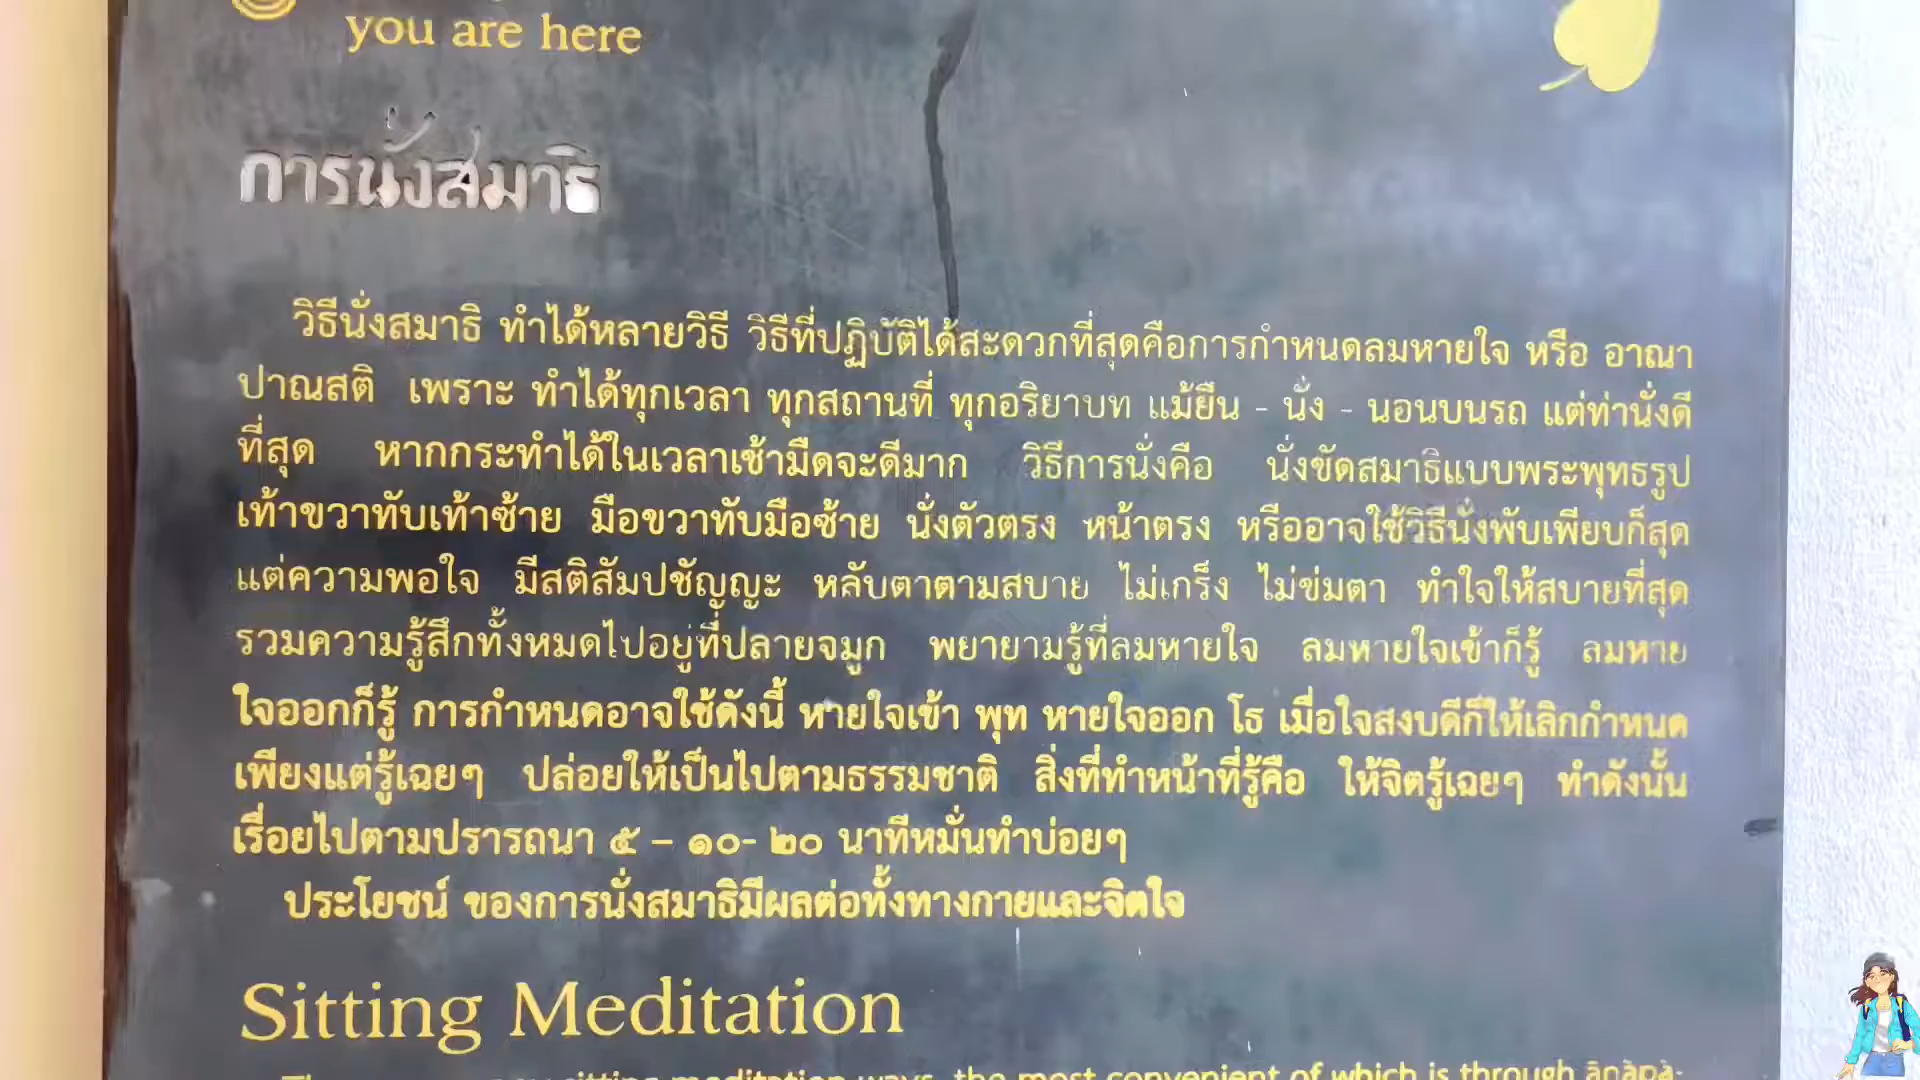 you are here
การนั่งสมาธิ
วิธีนั่งสมาธิ ทำได้หลายวิธี วิธีที่ปฏิบัติได้สะดวกที่สุดคือการกำหนดลมหายใจ หรือ อาณา
ปาณสติ เพราะ ทำได้ทุกเวลา ทุกสถานที่ ทุกอริยาบท แม้ยืน - นั่ง - นอนบนรถ แต่ท่านั่งดี
ที่สุด หากกระทำได้ในเวลาเช้ามืดจะดีมาก วิธีการนั่งคือ นั่งขัดสมาธิแบบพระพุทธรูป
เท้าขวาทับเท้าซ้าย มือขวาทับมือซ้าย นั่งตัวตรง หน้าตรง หรืออาจใช้วิธีนั่งพับเพียบก็สุด
แต่ความพอใจ มีสติสัมปชัญญะ หลับตาตามสบาย ไม่เกร็ง ไม่ข่มตา ทำใจให้สบายที่สุด
รวมความรู้สึกทั้งหมดไปอยู่ที่ปลายจมูก พยายามรู้ที่ลมหายใจ ลมหายใจเข้าก็รู้ ลมหาย
ใจออกก็รู้ การกำหนดอาจใช้ดังนี้ หายใจเข้า พุท หายใจออก โธ เมื่อใจสงบดีก็ให้เลิกกำหนด
เพียงแต่รู้เฉยๆ ปล่อยให้เป็นไปตามธรรมชาติ สิ่งที่ทำหน้าที่รู้คือ ให้จิตรู้เฉยๆ ทำดังนั้น
เรื่อยไปตามปรารถนา ๕ – ๑๐- ๒๐ นาทีหมั่นทำบ่อยๆ
ประโยชน์ ของการนั่งสมาธิมีผลต่อทั้งทางกายและจิตใจ
Sitting Meditation
sitting meditation ways, the most convenient of which is through ānāpā-